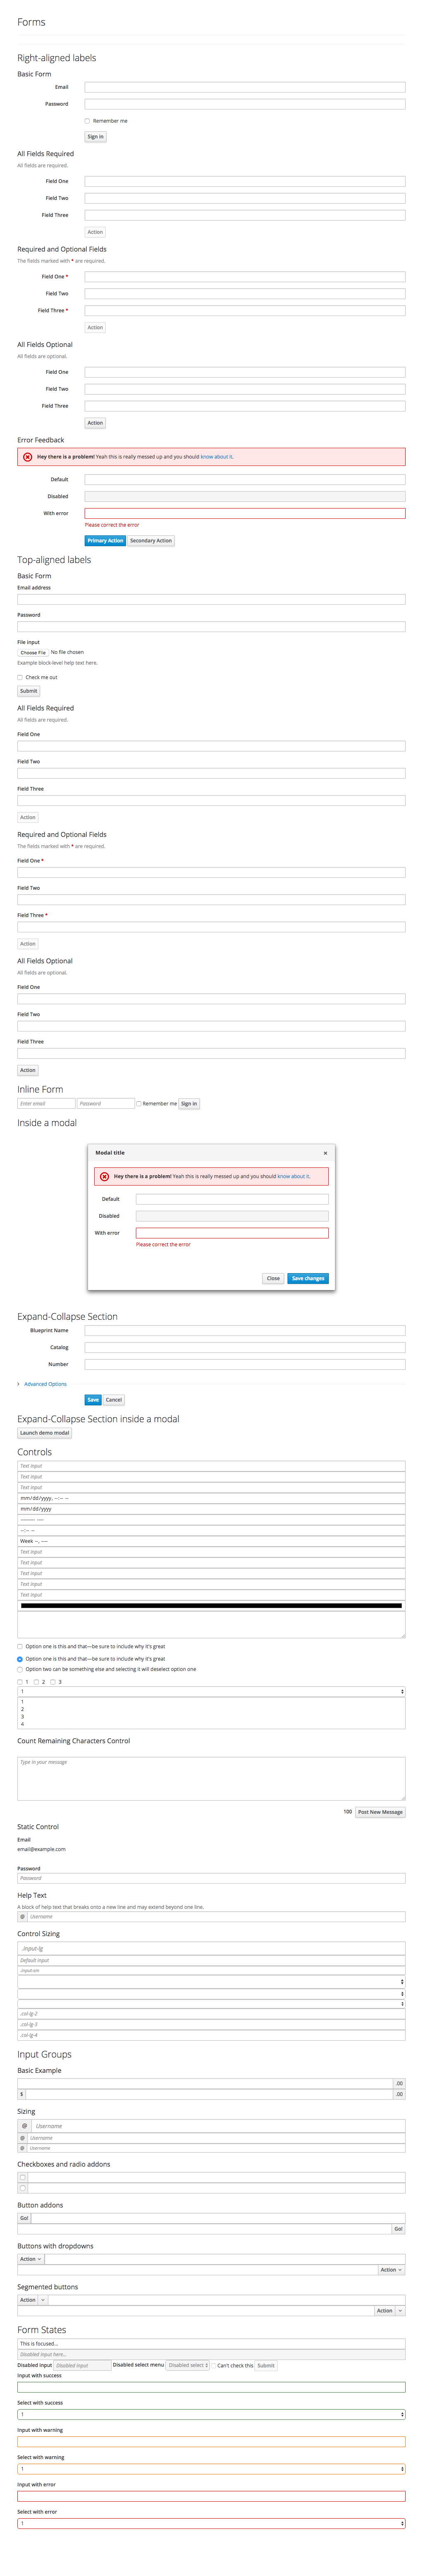 Forms
Right-aligned labels
Basic Form
Email
Password
Remember me
Sign in
All Fields Required
All fields are required.
Field One
Field Two
Field Three
Action
Required and Optional Fields
The fields marked with * are required.
Field One *
Field Two
Field Three *
Action
All Fields Optional
All fields are optional.
Field One
Field Two
Field Three
Action
Error Feedback
Hey there is a problem! Yeah this is really messed up and you should know about it.
Default
Disabled
With error
Please correct the error
Primary Action Secondary Action
Top-aligned labels
Basic Form
Email address
Password
File input
Choose File No file chosen
Example block-level help text here.
Check me out
Submit
All Fields Required
All fields are required.
Field One
Field Two
Field Three
Action
Required and Optional Fields
The fields marked with * are required.
Field One *
Field Two
Field Three *
Action
All Fields Optional
All fields are optional.
Field One
Field Two
Field Three
Action
Inline Form
Enter email Password Remember me Sign in
Inside a modal
Modal title ×
Hey there is a problem! Yeah this is really messed up and you should know about it.
Default
Disabled
With error
Please correct the error
Close Save changes
Expand-Collapse Section
Blueprint Name
Catalog
Number
Advanced Options
Save Cancel
Expand-Collapse Section inside a modal
Launch demo modal
Controls
Text input
Text input
Text input
mm/dd/yyyy, --:-- --
mm/dd/yyyy
--------- ----
--:-- --
Week --, ----
Text input
Text input
Text input
Text input
Text input
Option one is this and that—be sure to include why it's great
Option one is this and that—be sure to include why it's great
Option two can be something else and selecting it will deselect option one
1 2 3
1
1
2
3
4
Count Remaining Characters Control
Type in your message
100 Post New Message
Static Control
Email
email@example.com
Password
Password
Help Text
A block of help text that breaks onto a new line and may extend beyond one line.
@ Username
Control Sizing
.input-lg
Default input
.input-sm
.col-lg-2
.col-lg-3
.col-lg-4
Input Groups
Basic Example
.00
$ .00
Sizing
@ Username
@ Username
@ Username
Checkboxes and radio addons
Button addons
Go!
Go!
Buttons with dropdowns
Action
Action
Segmented buttons
Action
Action
Form States
This is focused...
Disabled input here...
Disabled input Disabled input Disabled select menu Disabled select Can't check this Submit
Input with success
Select with success
1
Input with warning
Select with warning
1
Input with error
Select with error
1